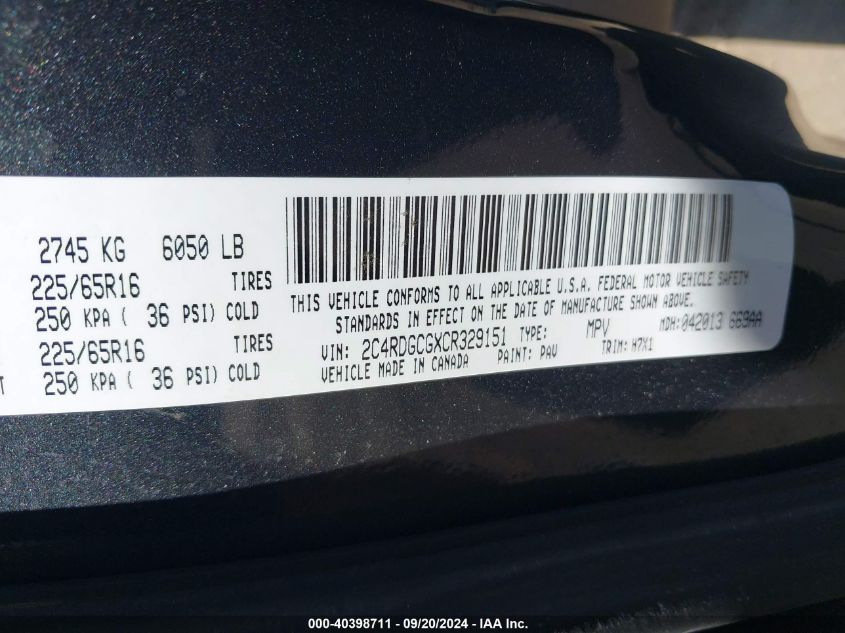 2745 KG 6050 LB
225/65R16 TIRES
250 KPA ( 36 PSI) COLD
225/65R16 TIRES
T 250 KPA ( 36 PSI) COLD
THIS VEHICLE CONFORMS TO ALL APPLICABLE U.S.A. FEDERAL MOTOR VEHICLE SAFETY
STANDARDS IN EFFECT ON THE DATE OF MANUFACTURE SHOWN ABOVE.
VIN: 2C4RDGCGXCR329151 TYPE: MPV MDH:042013 669AA
VEHICLE MADE IN CANADA PAINT: PAV TRIM: H7X1
000-40398711 - 09/20/2024 - IAA Inc.